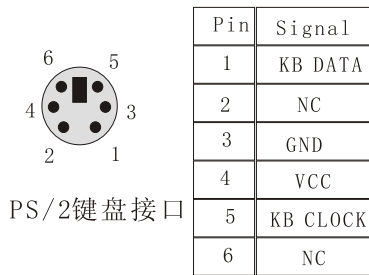 6 5
4 3
2 1
PS/2键盘接口
Pin Signal
1 KB DATA
2 NC
3 GND
4 VCC
5 KB CLOCK
6 NC